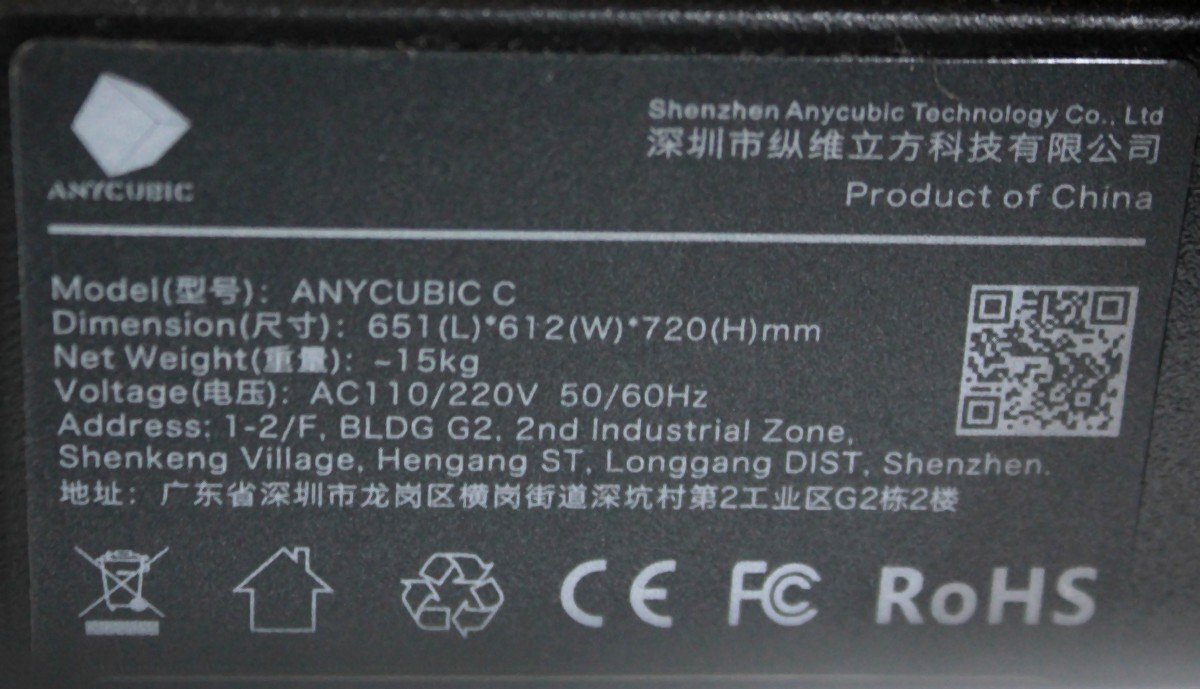 ANYCUBIC
Shenzhen Anycubic Technology Co., Ltd
深圳市纵维立方科技有限公司
Product of China
Model(型号): ANYCUBIC C
Dimension(尺寸): 651(L)*612(W)*720(H)mm
Net Weight(重量): ~15kg
Voltage(电压): AC110/220V 50/60Hz
Address: 1-2/F, BLDG G2, 2nd Industrial Zone,
Shenkeng Village, Hengang ST, Longgang DIST, Shenzhen.
地址: 广东省深圳市龙岗区横岗街道深坑村第2工业区G2栋2楼
CE FC RoHS